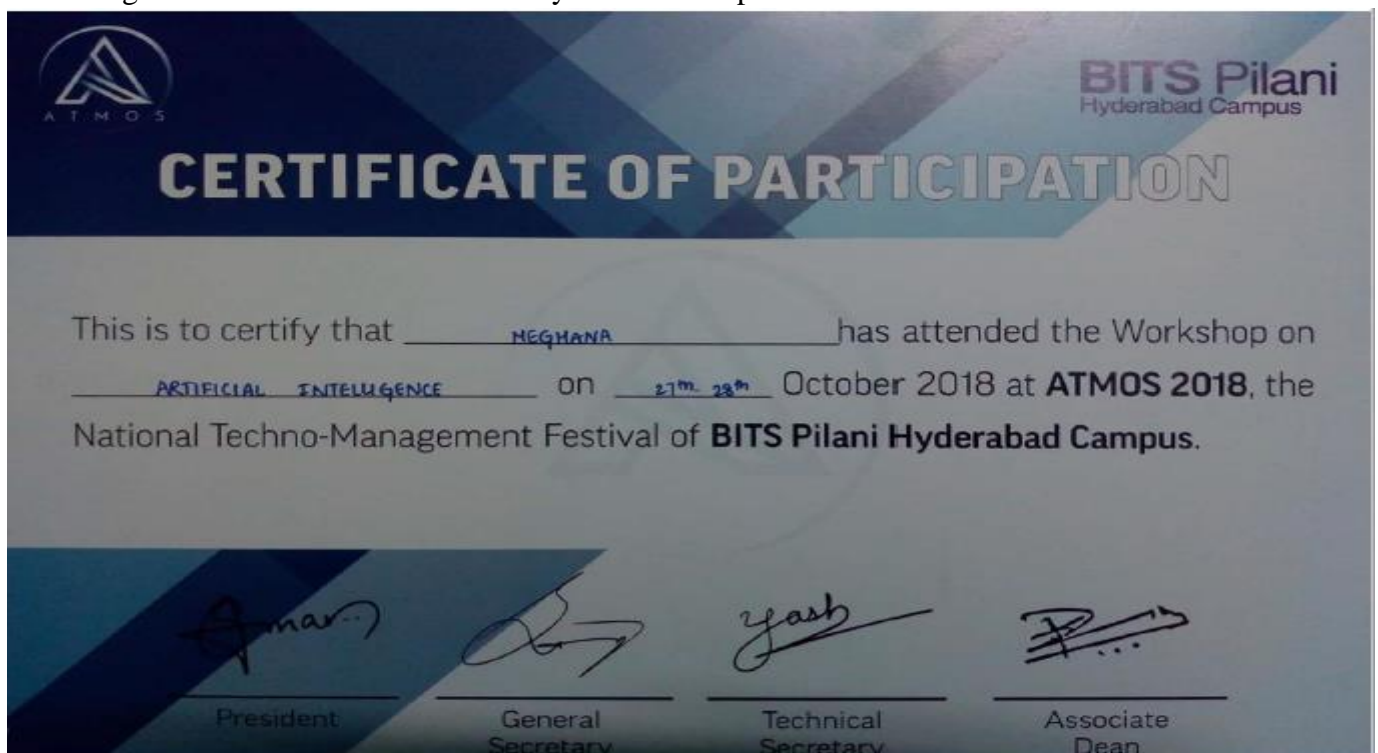 ATMOS
BITS Pilani
Hyderabad Campus
CERTIFICATE OF PARTICIPATION
This is to certify that MEGHANA has attended the Workshop on
ARTIFICIAL INTELLIGENCE on 27th 28th October 2018 at ATMOS 2018, the
National Techno-Management Festival of BITS Pilani Hyderabad Campus.
yash
President General Technical Associate
Secretary Secretary Dean